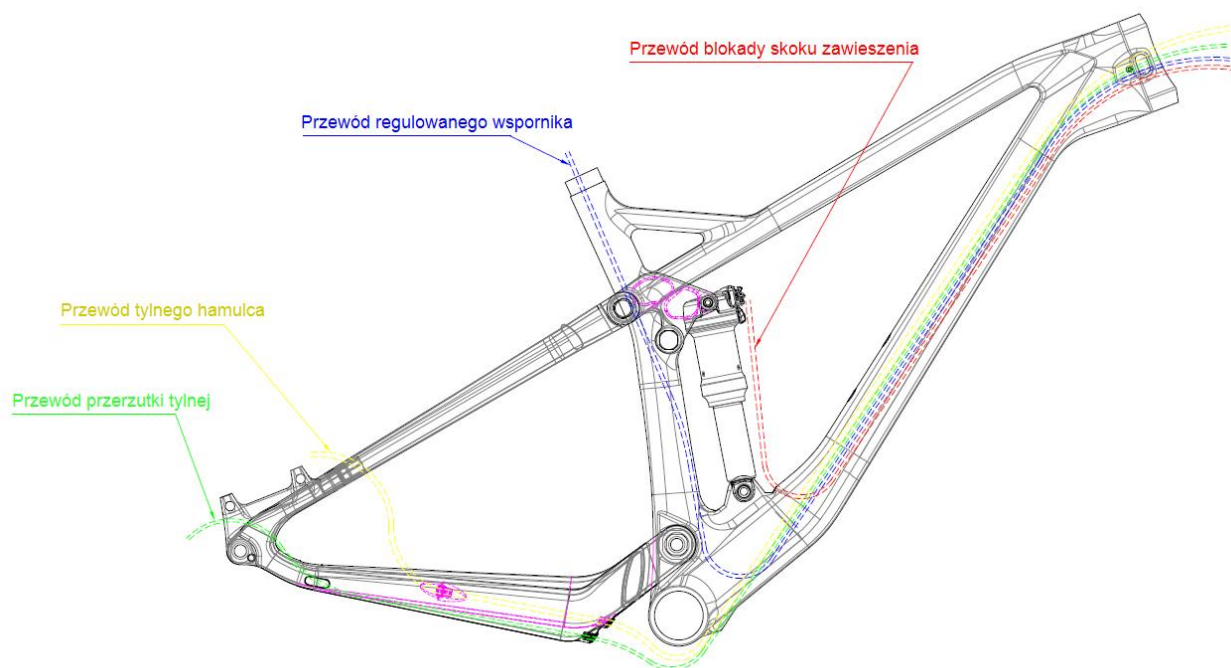 Przewód blokady skoku zawieszenia
Przewód regulowanego wspornika
Przewód tylnego hamulca
Przewód przerzutki tylnej